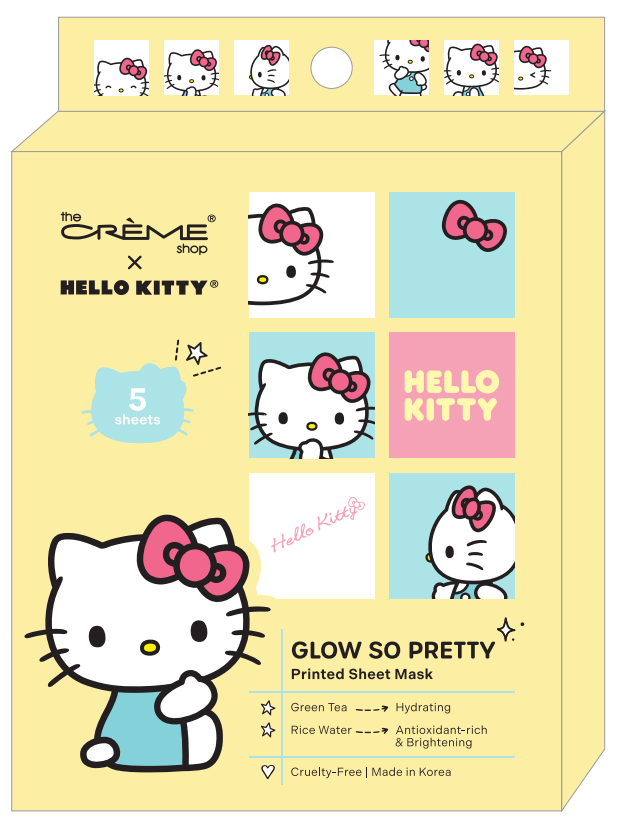 the
CRÈME®
shop
×
HELLO KITTY®
5
sheets
HELLO
KITTY
Hello Kitty
GLOW SO PRETTY
Printed Sheet Mask
Green Tea ---> Hydrating
Rice Water ---> Antioxidant-rich
& Brightening
Cruelty-Free | Made in Korea